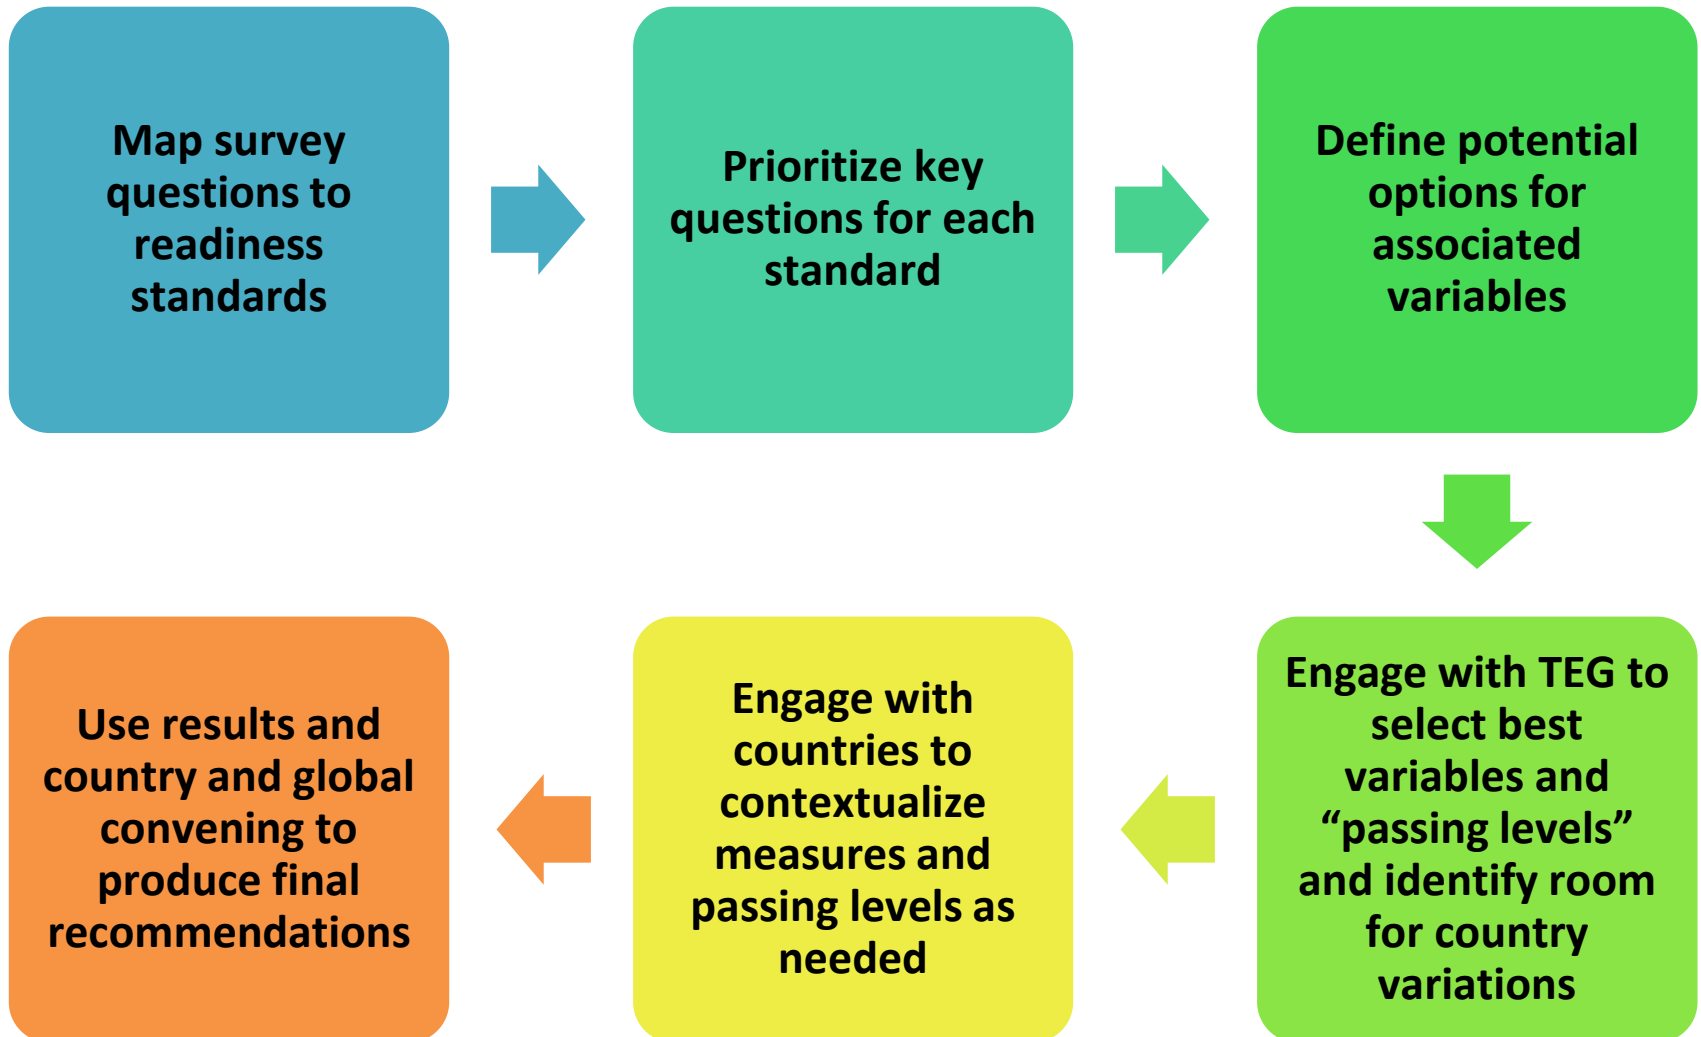 Map survey
questions to
readiness
standards
Prioritize key
questions for each
standard
Define potential
options for
associated
variables
Engage with TEG to
select best
variables and
“passing levels”
and identify room
for country
variations
Engage with
countries to
contextualize
measures and
passing levels as
needed
Use results and
country and global
convening to
produce final
recommendations